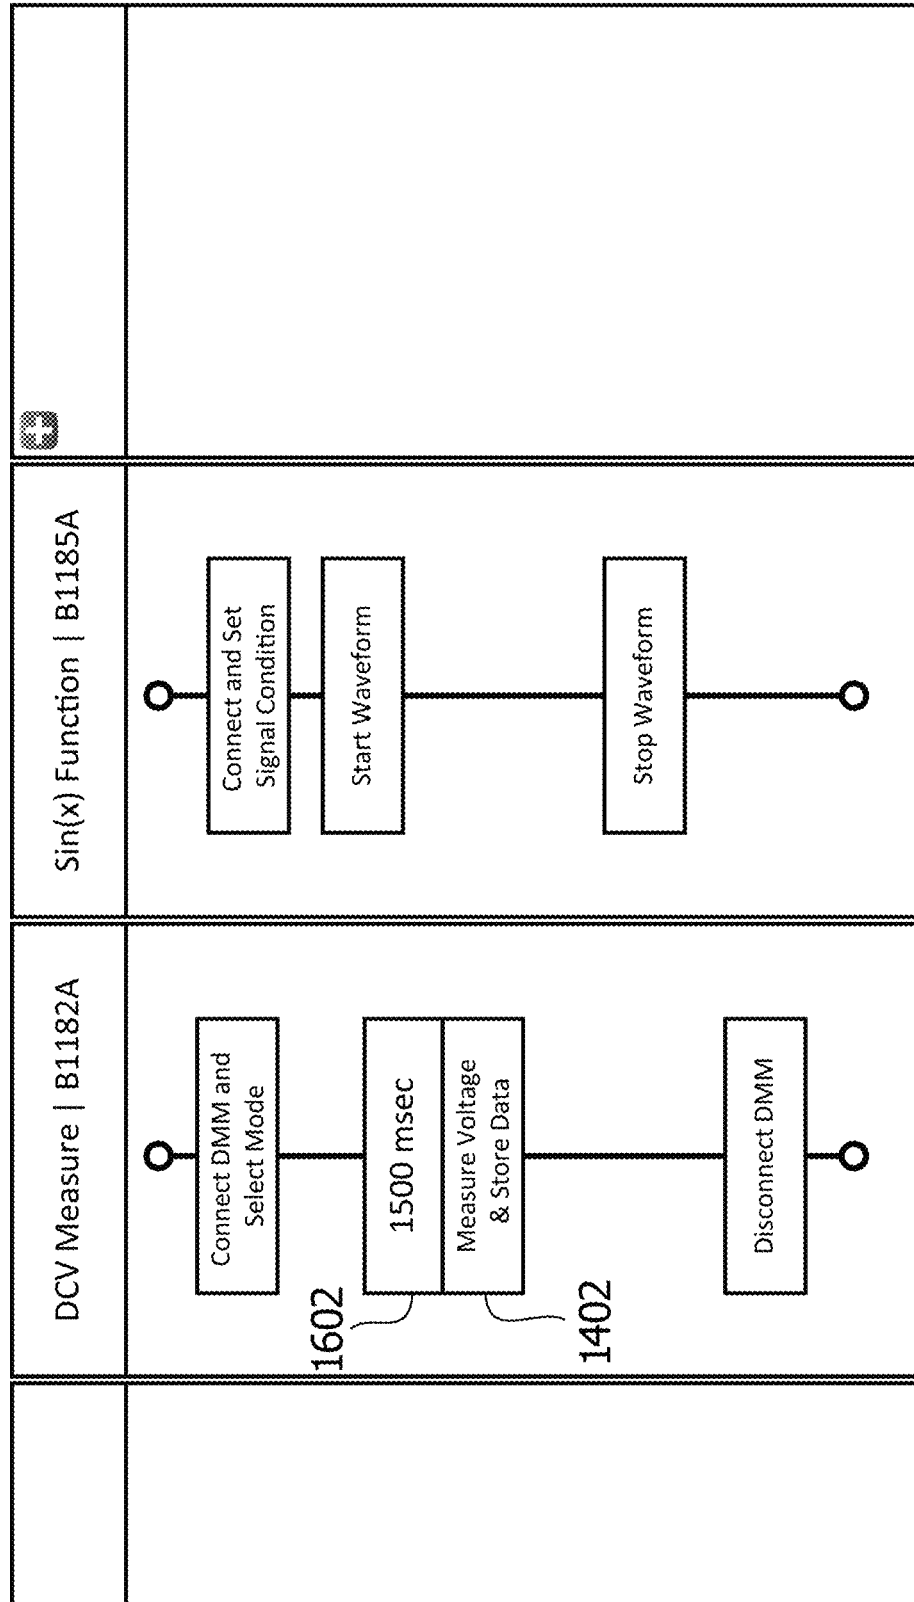 DCV Measure | B1182A
Connect DMM and
Select Mode
1602
1500 msec
Measure Voltage
& Store Data
1402
Disconnect DMM
Sin(x) Function | B1185A
Connect and Set
Signal Condition
Start Waveform
Stop Waveform